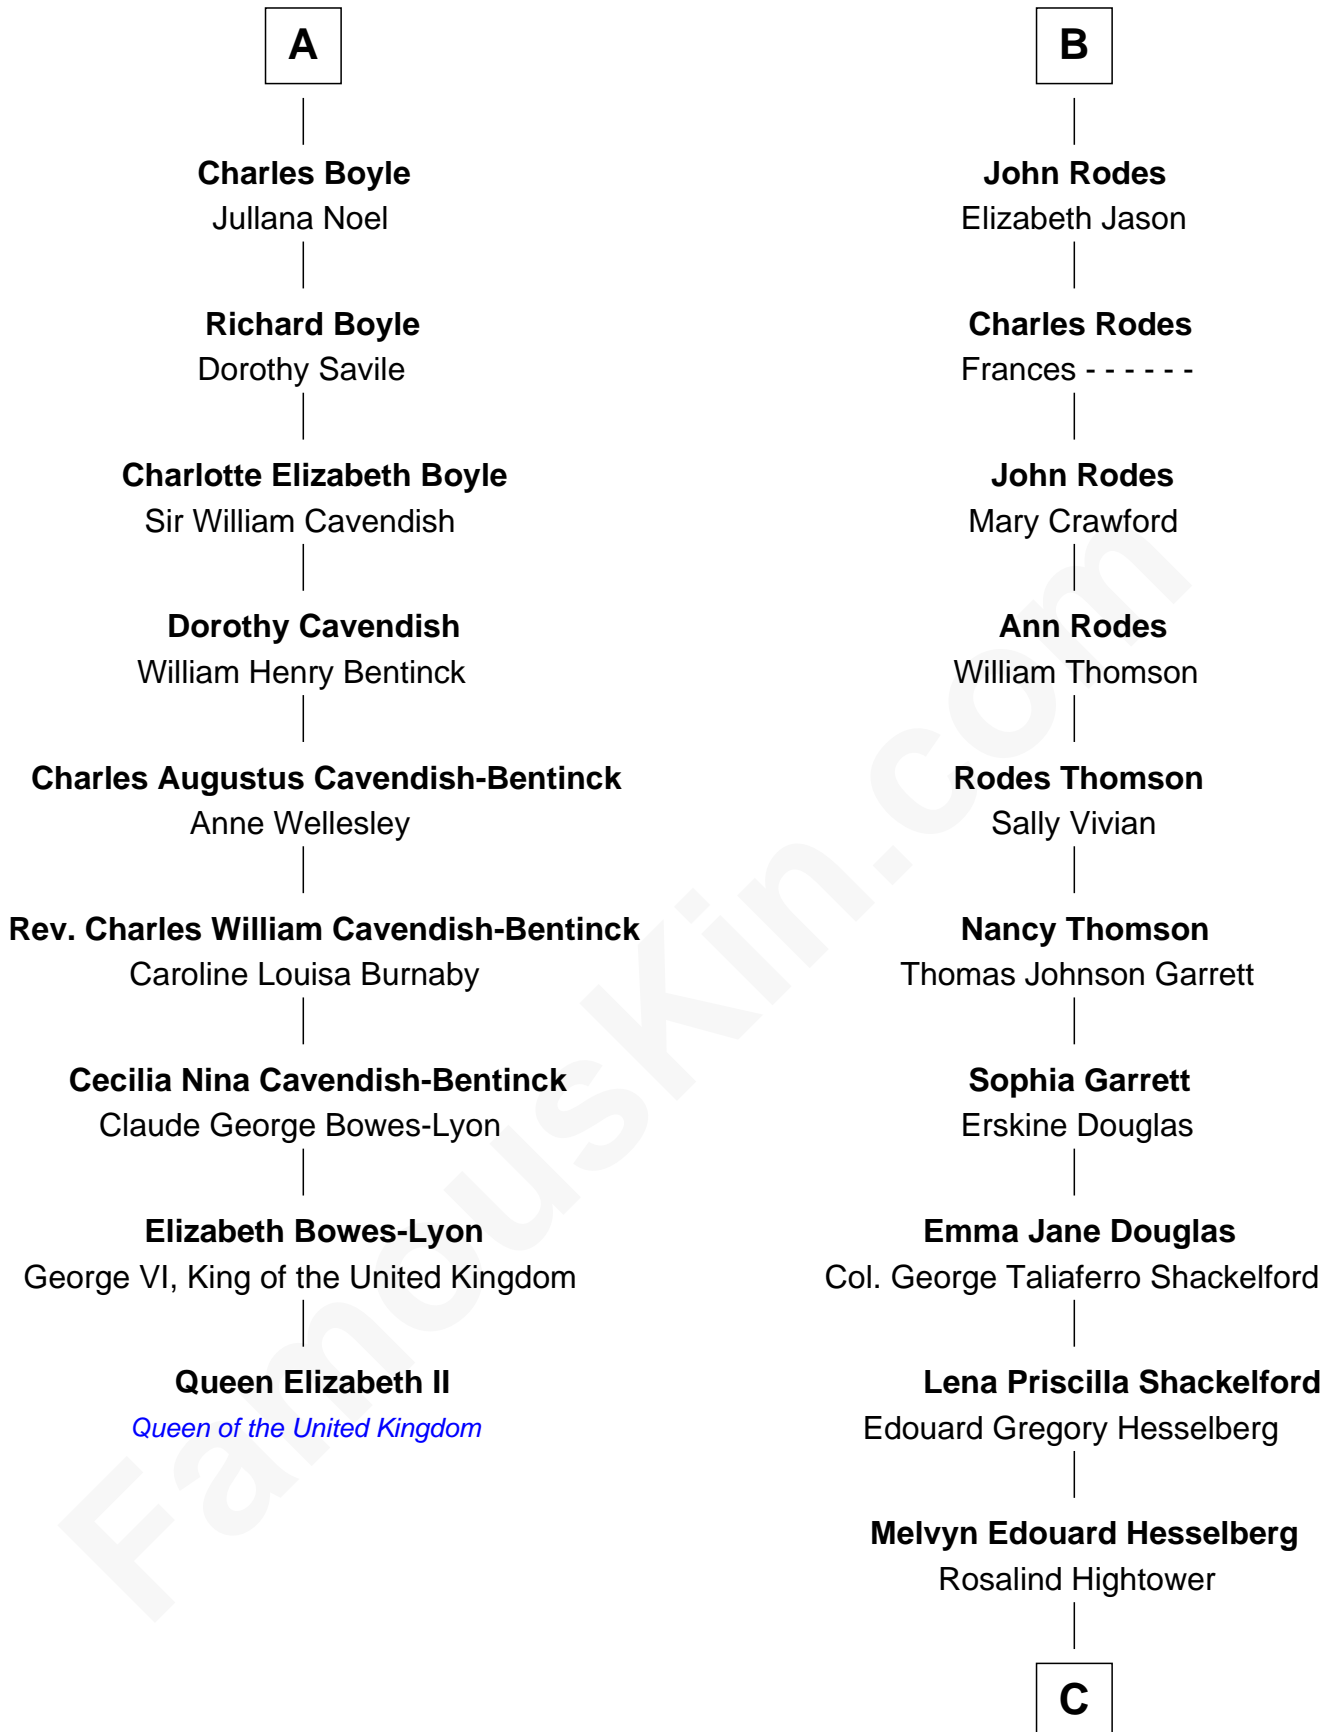 A
Charles Boyle
Jullana Noel
Richard Boyle
Dorothy Savile
Charlotte Elizabeth Boyle
Sir William Cavendish
Dorothy Cavendish
William Henry Bentinck
Charles Augustus Cavendish-Bentinck
Anne Wellesley
Rev. Charles William Cavendish-Bentinck
Caroline Louisa Burnaby
Cecilia Nina Cavendish-Bentinck
Claude George Bowes-Lyon
Elizabeth Bowes-Lyon
George VI, King of the United Kingdom
Queen Elizabeth II
Queen of the United Kingdom
B
John Rodes
Elizabeth Jason
Charles Rodes
Frances - - - - - -
John Rodes
Mary Crawford
Ann Rodes
William Thomson
Rodes Thomson
Sally Vivian
Nancy Thomson
Thomas Johnson Garrett
Sophia Garrett
Erskine Douglas
Emma Jane Douglas
Col. George Taliaferro Shackelford
Lena Priscilla Shackelford
Edouard Gregory Hesselberg
Melvyn Edouard Hesselberg
Rosalind Hightower
C
FamousKin.com